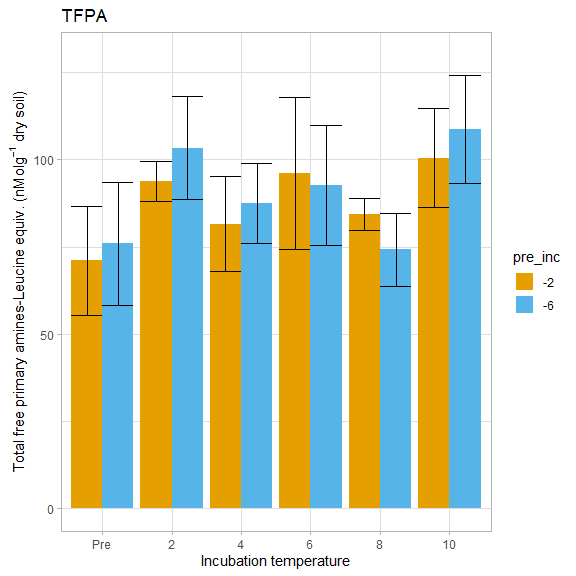 TFPA
Total free primary amines-Leucine equiv. (nMolg⁻¹ dry soil)
100
50
0
Pre 2 4 6 8 10
Incubation temperature
pre_inc
-2
-6